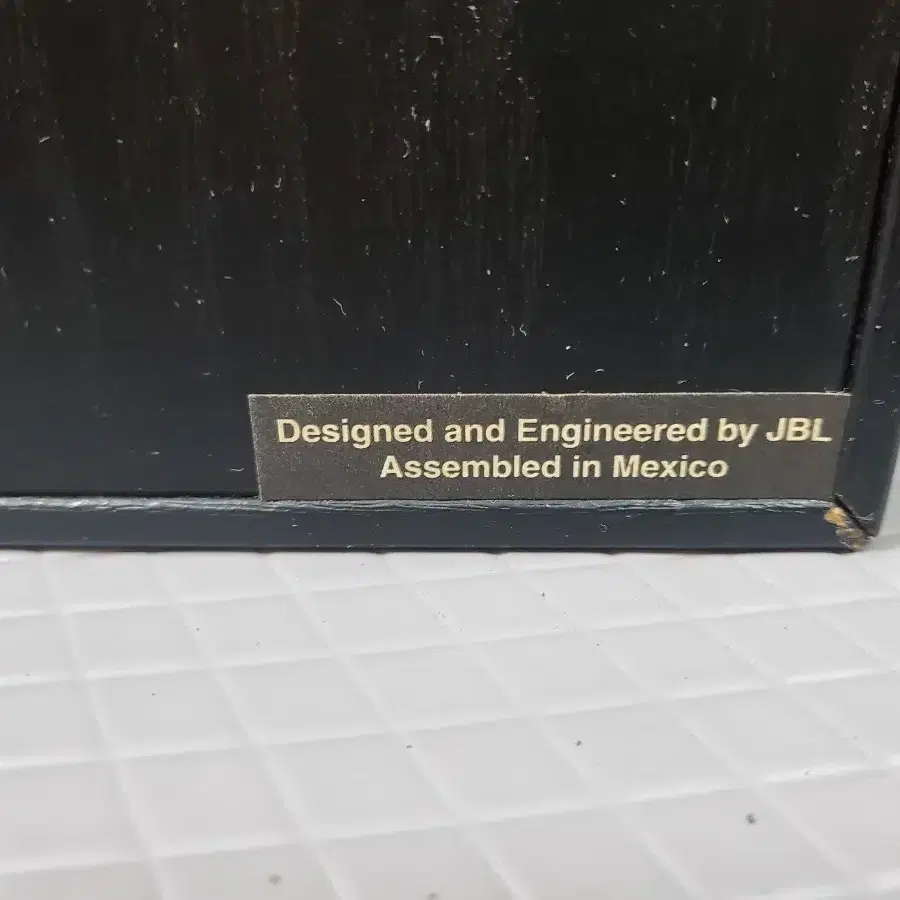 Designed and Engineered by JBL
Assembled in Mexico